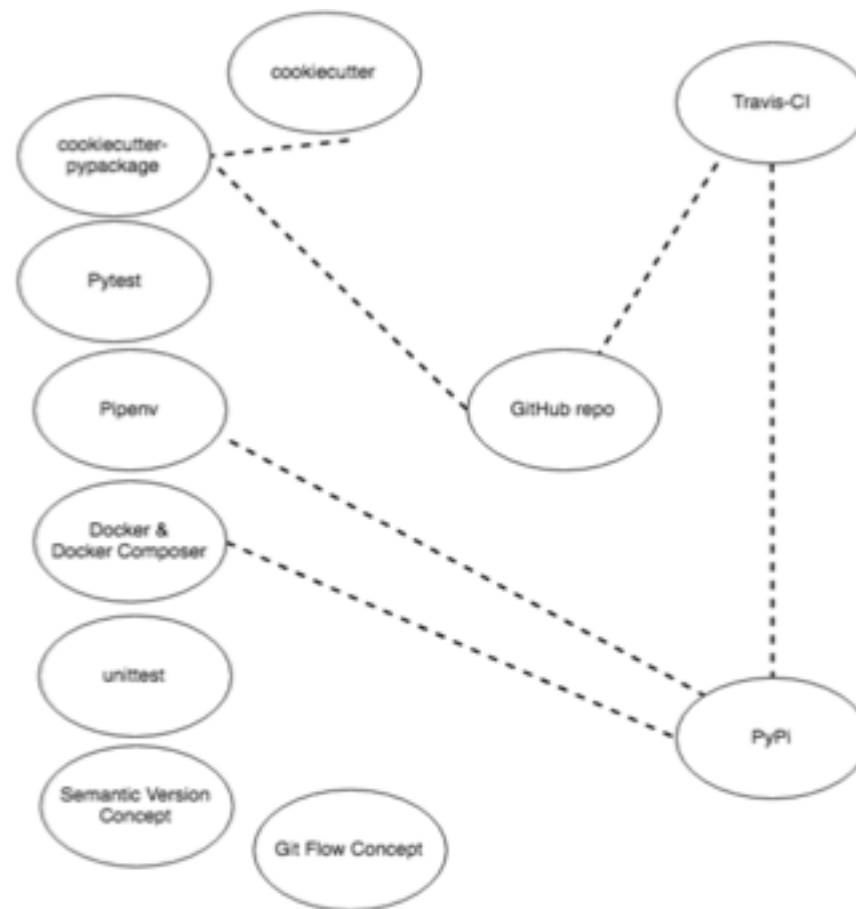 cookiecutter
Travis-CI
cookiecutter-
pypackage
Pytest
Pipenv
GitHub repo
Docker &
Docker Composer
unittest
PyPi
Semantic Version
Concept
Git Flow Concept